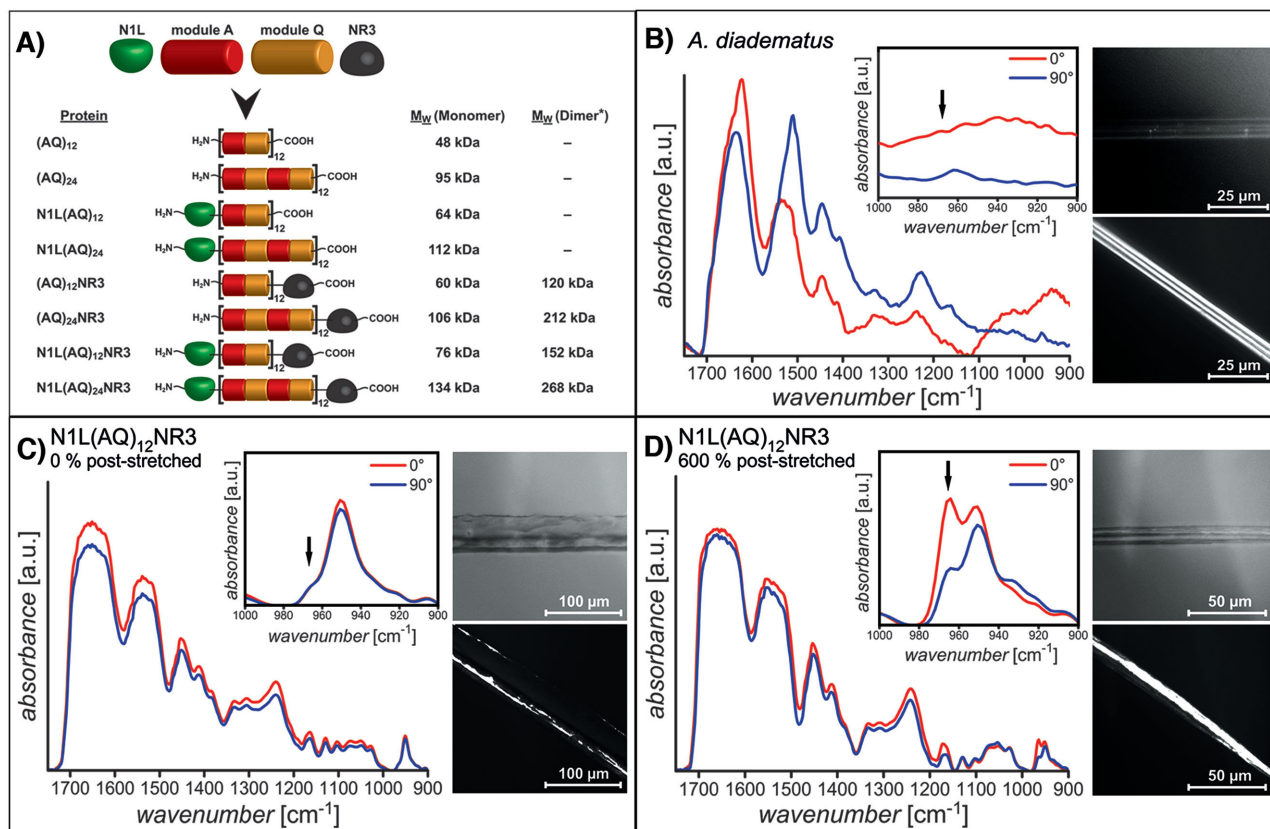 A)
N1L module A module Q NR3
Protein M_W (Monomer) M_W (Dimer*)
(AQ)₁₂ H₂N– [ ]₁₂ –COOH 48 kDa –
(AQ)₂₄ H₂N– [ ]₁₂ –COOH 95 kDa –
N1L(AQ)₁₂ H₂N– [ ]₁₂ –COOH 64 kDa –
N1L(AQ)₂₄ H₂N– [ ]₁₂ –COOH 112 kDa –
(AQ)₁₂NR3 H₂N– [ ]₁₂ –COOH 60 kDa 120 kDa
(AQ)₂₄NR3 H₂N– [ ]₁₂ –COOH 106 kDa 212 kDa
N1L(AQ)₁₂NR3 H₂N– [ ]₁₂ –COOH 76 kDa 152 kDa
N1L(AQ)₂₄NR3 H₂N– [ ]₁₂ –COOH 134 kDa 268 kDa
B) A. diadematus
absorbance [a.u.]
absorbance [a.u.]
0°
90°
1000 980 960 940 920 900
wavenumber [cm⁻¹]
1700 1600 1500 1400 1300 1200 1100 1000 900
wavenumber [cm⁻¹]
25 µm
25 µm
C) N1L(AQ)₁₂NR3
0 % post-stretched
absorbance [a.u.]
absorbance [a.u.]
0°
90°
1000 980 960 940 920 900
wavenumber [cm⁻¹]
1700 1600 1500 1400 1300 1200 1100 1000 900
wavenumber [cm⁻¹]
100 µm
100 µm
D) N1L(AQ)₁₂NR3
600 % post-stretched
absorbance [a.u.]
absorbance [a.u.]
0°
90°
1000 980 960 940 920 900
wavenumber [cm⁻¹]
1700 1600 1500 1400 1300 1200 1100 1000 900
wavenumber [cm⁻¹]
50 µm
50 µm